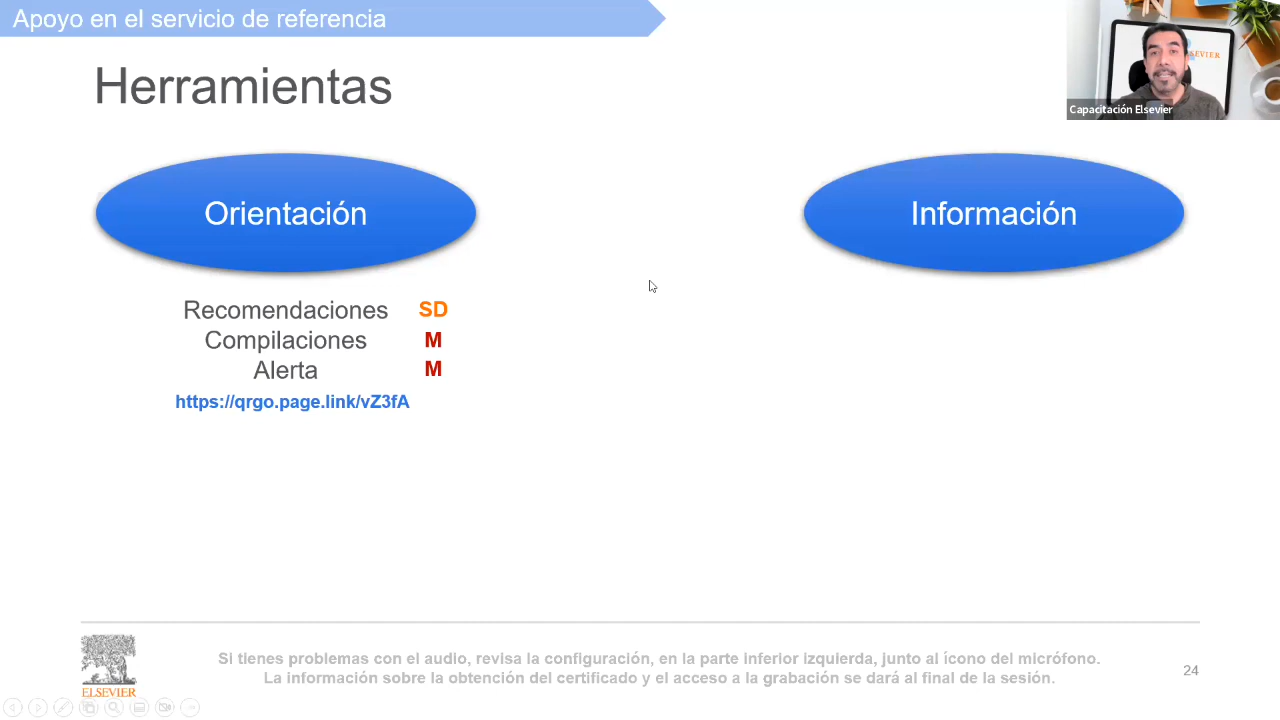 Apoyo en el servicio de referencia
Herramientas
SEVIER
Capacitación Elsevier
Orientación
Información
Recomendaciones SD
Compilaciones M
Alerta M
https://qrgo.page.link/vZ3fA
Si tienes problemas con el audio, revisa la configuración, en la parte inferior izquierda, junto al ícono del micrófono.
La información sobre la obtención del certificado y el acceso a la grabación se dará al final de la sesión.
ELSEVIER
24